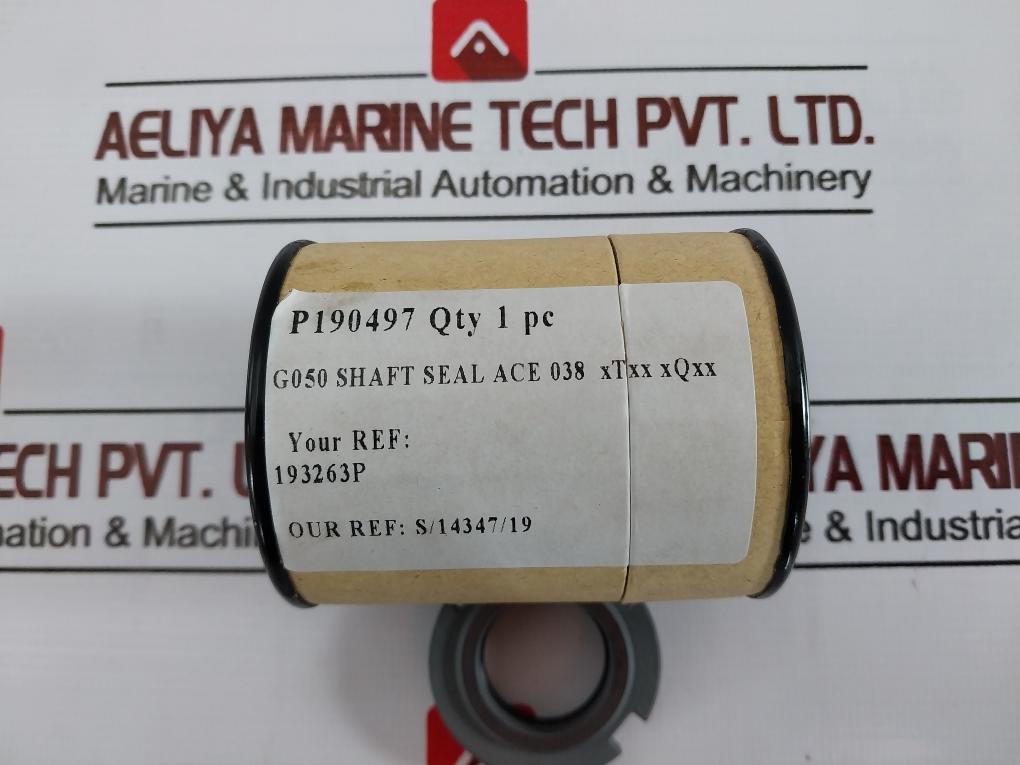 AELIYA MARINE TECH PVT. LTD.
Marine & Industrial Automation & Machinery
P190497 Qty 1 pc
G050 SHAFT SEAL ACE 038 xTxx xQxx
Your REF:
193263P
OUR REF: S/14347/19
ECH PVT.
YA MARI
ation & Machi
& Industria